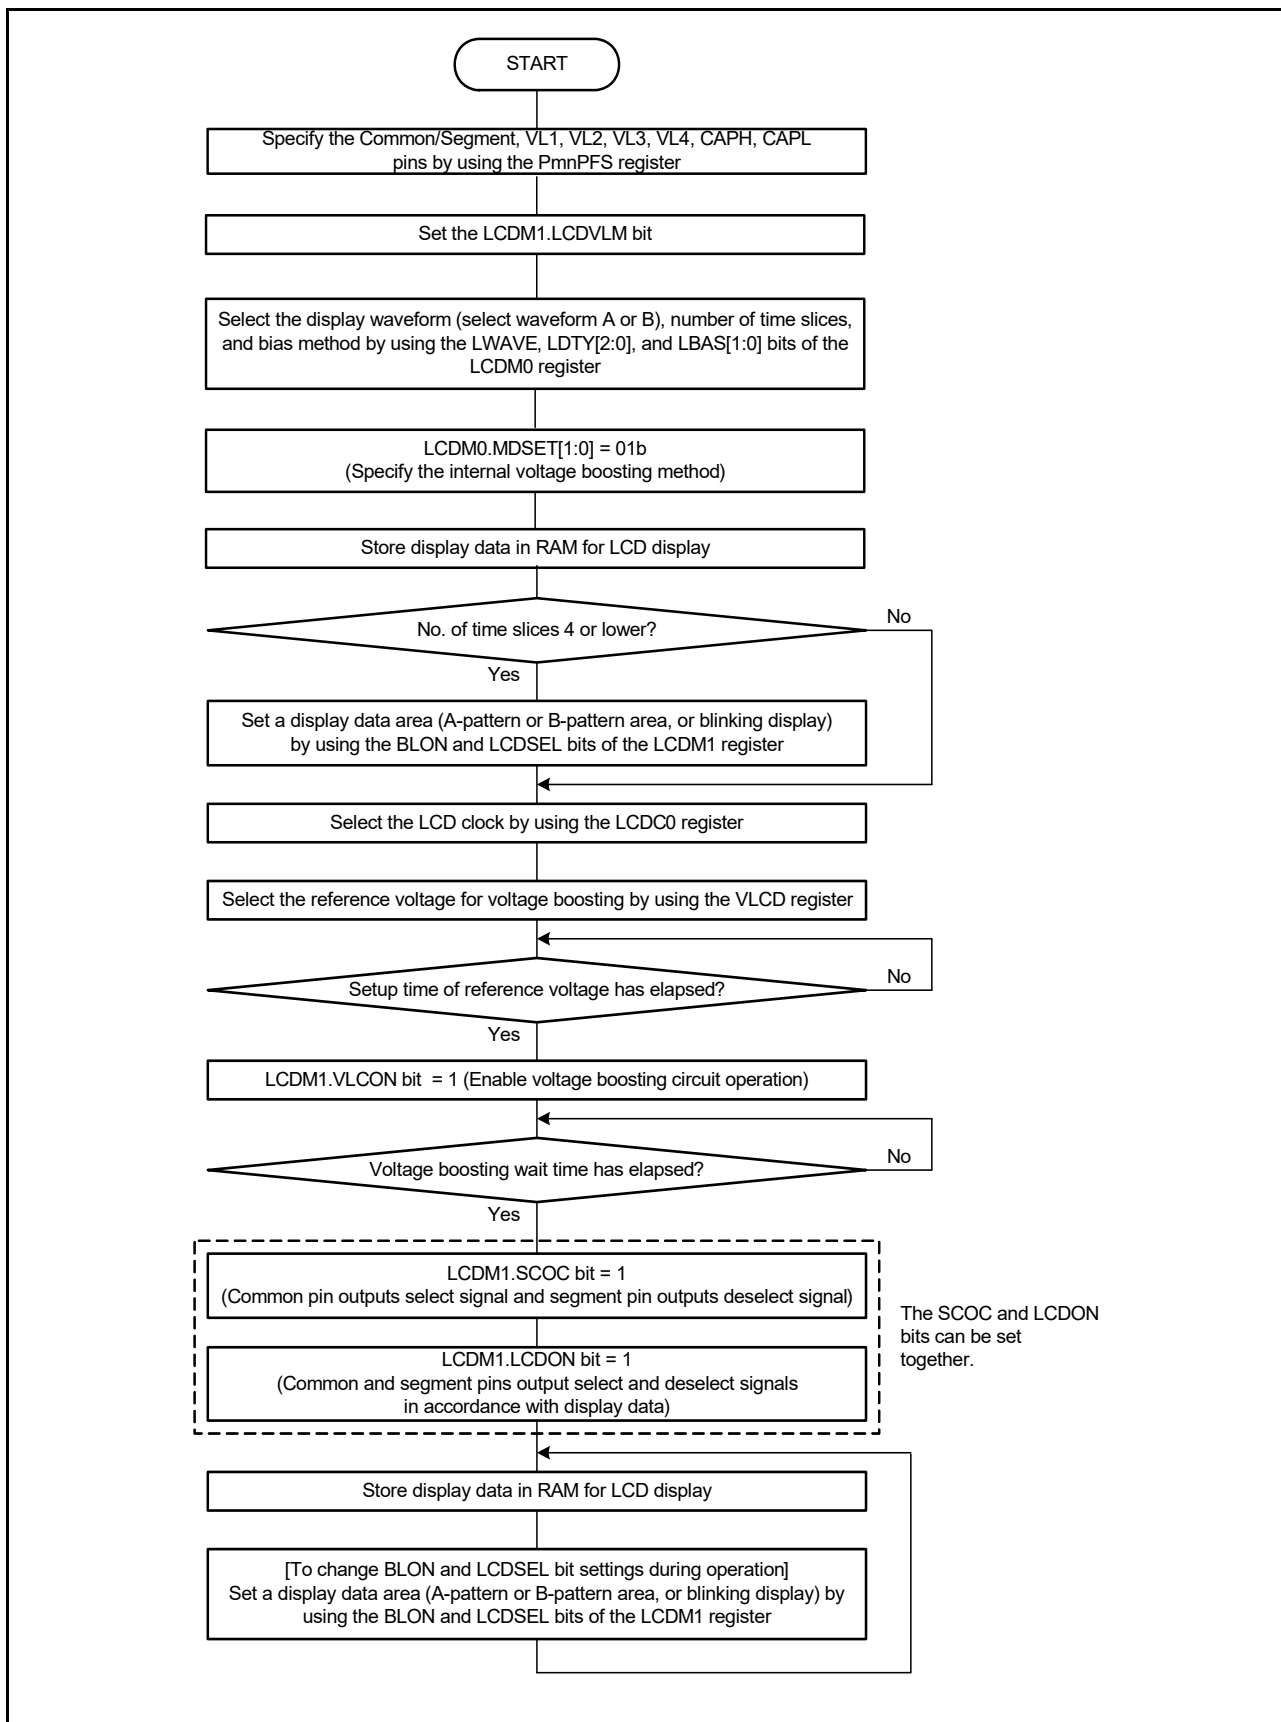 START
Specify the Common/Segment, VL1, VL2, VL3, VL4, CAPH, CAPL
pins by using the PmnPFS register
Set the LCDM1.LCDVLM bit
Select the display waveform (select waveform A or B), number of time slices,
and bias method by using the LWAVE, LDTY[2:0], and LBAS[1:0] bits of the
LCDM0 register
LCDM0.MDSET[1:0] = 01b
(Specify the internal voltage boosting method)
Store display data in RAM for LCD display
No. of time slices 4 or lower?
No
Yes
Set a display data area (A-pattern or B-pattern area, or blinking display)
by using the BLON and LCDSEL bits of the LCDM1 register
Select the LCD clock by using the LCDC0 register
Select the reference voltage for voltage boosting by using the VLCD register
Setup time of reference voltage has elapsed?
No
Yes
LCDM1.VLCON bit = 1 (Enable voltage boosting circuit operation)
Voltage boosting wait time has elapsed?
No
Yes
LCDM1.SCOC bit = 1
(Common pin outputs select signal and segment pin outputs deselect signal)
LCDM1.LCDON bit = 1
(Common and segment pins output select and deselect signals
in accordance with display data)
The SCOC and LCDON
bits can be set
together.
Store display data in RAM for LCD display
[To change BLON and LCDSEL bit settings during operation]
Set a display data area (A-pattern or B-pattern area, or blinking display) by
using the BLON and LCDSEL bits of the LCDM1 register